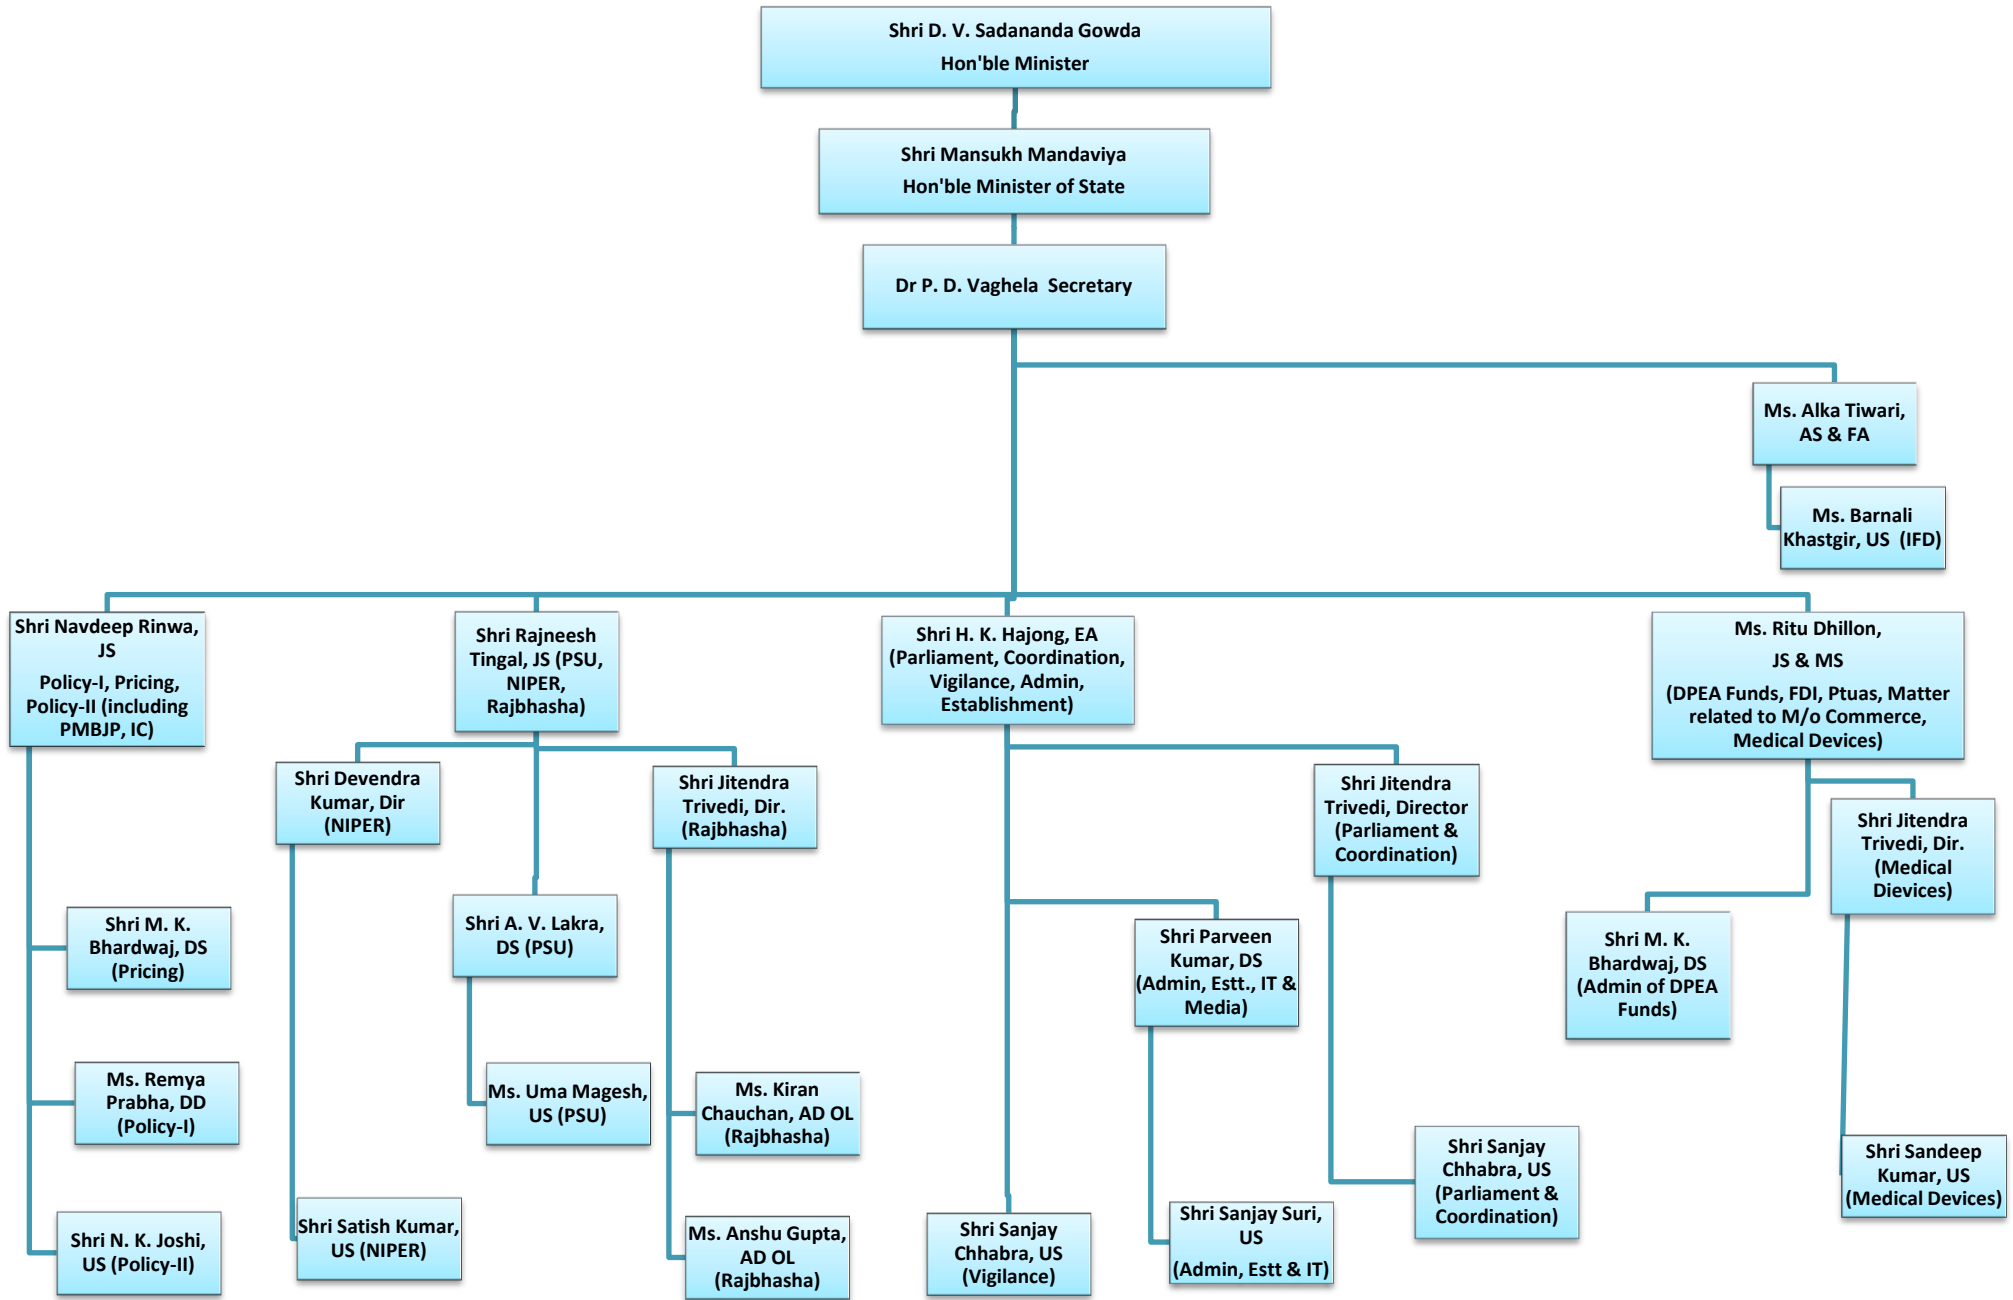 Shri D. V. Sadananda Gowda
Hon'ble Minister
Shri Mansukh Mandaviya
Hon'ble Minister of State
Dr P. D. Vaghela Secretary
Ms. Alka Tiwari,
AS & FA
Ms. Barnali
Khastgir, US (IFD)
Shri Navdeep Rinwa,
JS
Policy-I, Pricing,
Policy-II (including
PMBJP, IC)
Shri Rajneesh
Tingal, JS (PSU,
NIPER,
Rajbhasha)
Shri H. K. Hajong, EA
(Parliament, Coordination,
Vigilance, Admin,
Establishment)
Ms. Ritu Dhillon,
JS & MS
(DPEA Funds, FDI, Ptuas, Matter
related to M/o Commerce,
Medical Devices)
Shri Devendra
Kumar, Dir
(NIPER)
Shri Jitendra
Trivedi, Dir.
(Rajbhasha)
Shri Jitendra
Trivedi, Director
(Parliament &
Coordination)
Shri Jitendra
Trivedi, Dir.
(Medical
Dievices)
Shri M. K.
Bhardwaj, DS
(Pricing)
Shri A. V. Lakra,
DS (PSU)
Shri Parveen
Kumar, DS
(Admin, Estt., IT &
Media)
Shri M. K.
Bhardwaj, DS
(Admin of DPEA
Funds)
Ms. Remya
Prabha, DD
(Policy-I)
Ms. Uma Magesh,
US (PSU)
Ms. Kiran
Chauchan, AD OL
(Rajbhasha)
Shri Sanjay
Chhabra, US
(Parliament &
Coordination)
Shri Sandeep
Kumar, US
(Medical Devices)
Shri N. K. Joshi,
US (Policy-II)
Shri Satish Kumar,
US (NIPER)
Ms. Anshu Gupta,
AD OL
(Rajbhasha)
Shri Sanjay
Chhabra, US
(Vigilance)
Shri Sanjay Suri,
US
(Admin, Estt & IT)